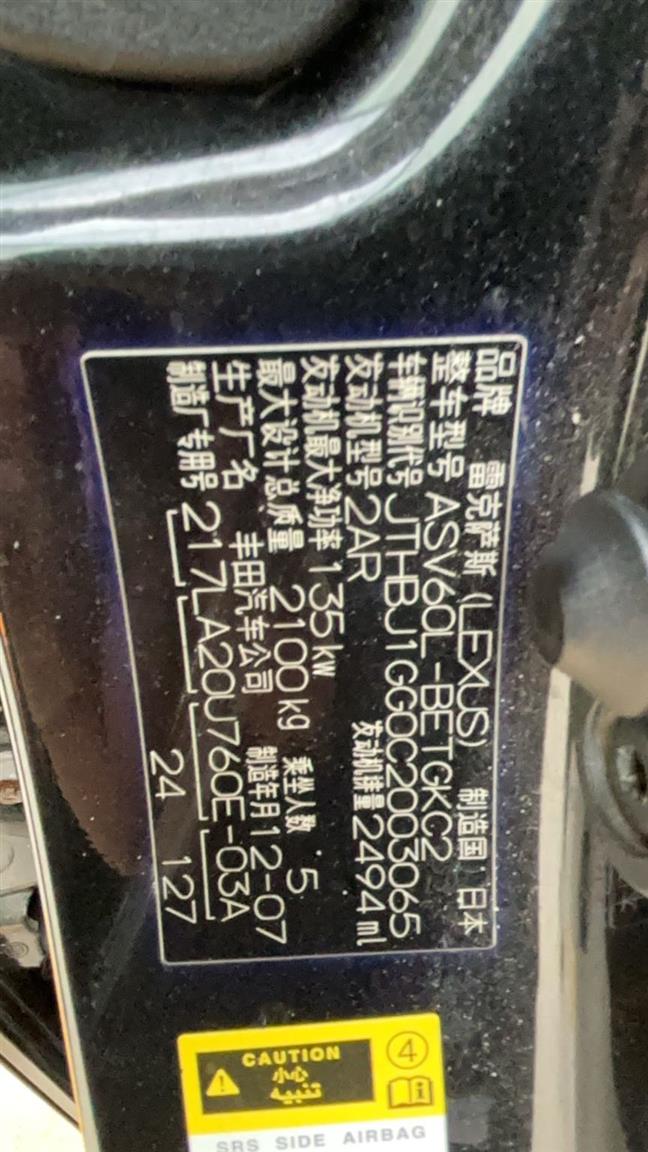 品牌 雷克萨斯 (LEXUS) 制造国 日本
整车型号 ASV60L-BETGKC2
车辆识别代号 JTHBJ1GG0C2003065
发动机型号 2AR 发动机排量 2494 ml
发动机最大净功率 135 kw
最大设计总质量 2100 kg 乘坐人数 5
生产厂名 丰田汽车公司 制造年月 12-07
制造厂专用号 217LA20U760E-03A
24 127
CAUTION
小心
تنبيه
4
i
SRS SIDE AIRBAG